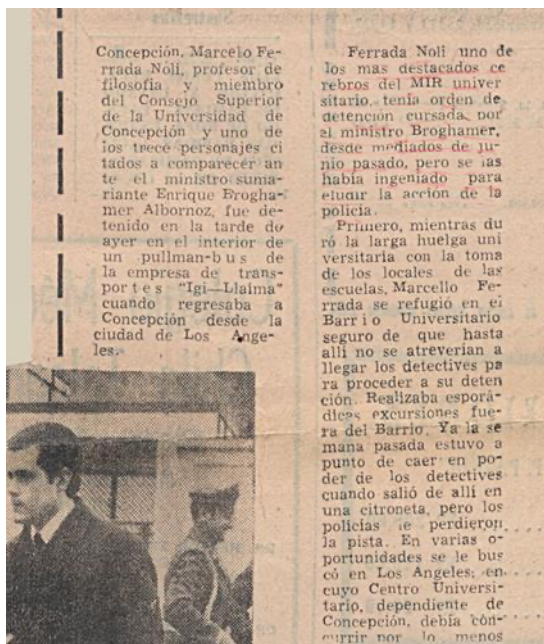 Concepción. Marcelo Fe-
rrada Noli, profesor de
filosofía y miembro
del Consejo Superior
de la Universidad de
Concepción y uno de
los trece personajes ci
tados a comparecer an
te el ministro suma-
riante Enrique Brogha-
mer Albornoz, fue de-
tenido en la tarde de
ayer en el interior de
un pullman-bus de
la empresa de trans-
portes "Igi—Llaima"
cuando regresaba a
Concepción desde la
ciudad de Los Ange-
les.
Ferrada Noli uno de
los mas destacados ce
rebros del MIR univer
sitario, tenía orden de
detención cursada por
el ministro Broghamer,
desde mediados de ju-
nio pasado, pero se las
había ingeniado para
eludir la acción de la
policía.
Primero, mientras du
ró la larga huelga uni
versitaria con la toma
de los locales de las
escuelas, Marcello Fe-
rrada se refugió en el
Barrio Universitario
seguro de que hasta
allí no se atreverían a
llegar los detectives pa
ra proceder a su deten
ción. Realizaba esporá-
dicas excursiones fue-
ra del Barrio. Ya la se
mana pasada estuvo a
punto de caer en po-
der de los detectives
cuando salió de allí en
una citroneta, pero los
policías le perdieron
la pista. En varias o-
portunidades se le bus
có en Los Angeles; en
cuyo Centro Universi-
tario, dependiente de
Concepción, debía con-
currir por lo menos